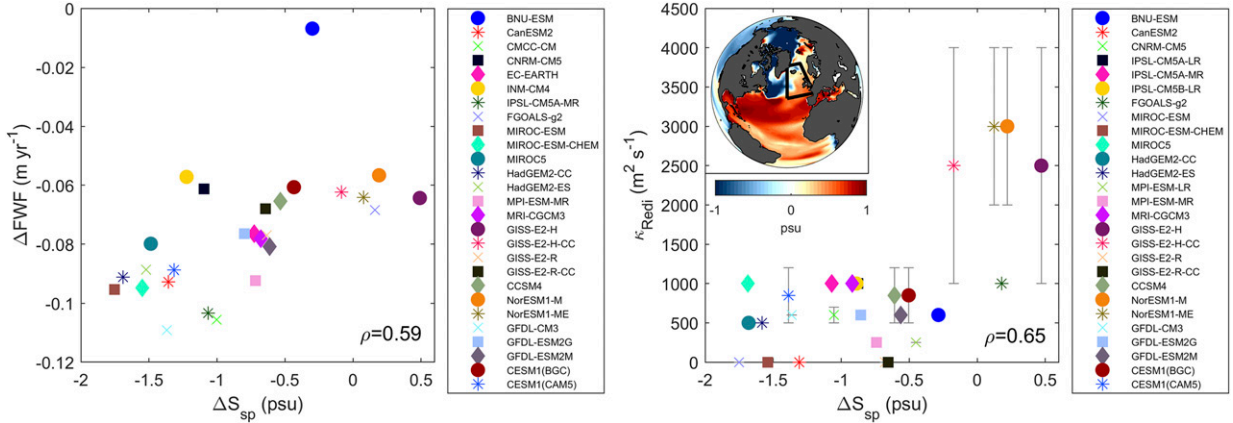 0
-0.02
-0.04
-0.06
-0.08
-0.1
-0.12
ΔFWF (m yr⁻¹)
-2
-1.5
-1
-0.5
0
0.5
ΔS_sp (psu)
ρ=0.59
BNU-ESM
CanESM2
CMCC-CM
CNRM-CM5
EC-EARTH
INM-CM4
IPSL-CM5A-MR
FGOALS-g2
MIROC-ESM
MIROC-ESM-CHEM
MIROC5
HadGEM2-CC
HadGEM2-ES
MPI-ESM-MR
MRI-CGCM3
GISS-E2-H
GISS-E2-H-CC
GISS-E2-R
GISS-E2-R-CC
CCSM4
NorESM1-M
NorESM1-ME
GFDL-CM3
GFDL-ESM2G
GFDL-ESM2M
CESM1(BGC)
CESM1(CAM5)
4500
4000
3500
3000
2500
2000
1500
1000
500
0
κ_Redi (m² s⁻¹)
-1
0
1
psu
-2
-1.5
-1
-0.5
0
0.5
ΔS_sp (psu)
ρ=0.65
BNU-ESM
CanESM2
CNRM-CM5
IPSL-CM5A-LR
IPSL-CM5A-MR
IPSL-CM5B-LR
FGOALS-g2
MIROC-ESM
MIROC-ESM-CHEM
MIROC5
HadGEM2-CC
HadGEM2-ES
MPI-ESM-LR
MPI-ESM-MR
MRI-CGCM3
GISS-E2-H
GISS-E2-H-CC
GISS-E2-R
GISS-E2-R-CC
CCSM4
NorESM1-M
NorESM1-ME
GFDL-CM3
GFDL-ESM2G
GFDL-ESM2M
CESM1(BGC)
CESM1(CAM5)